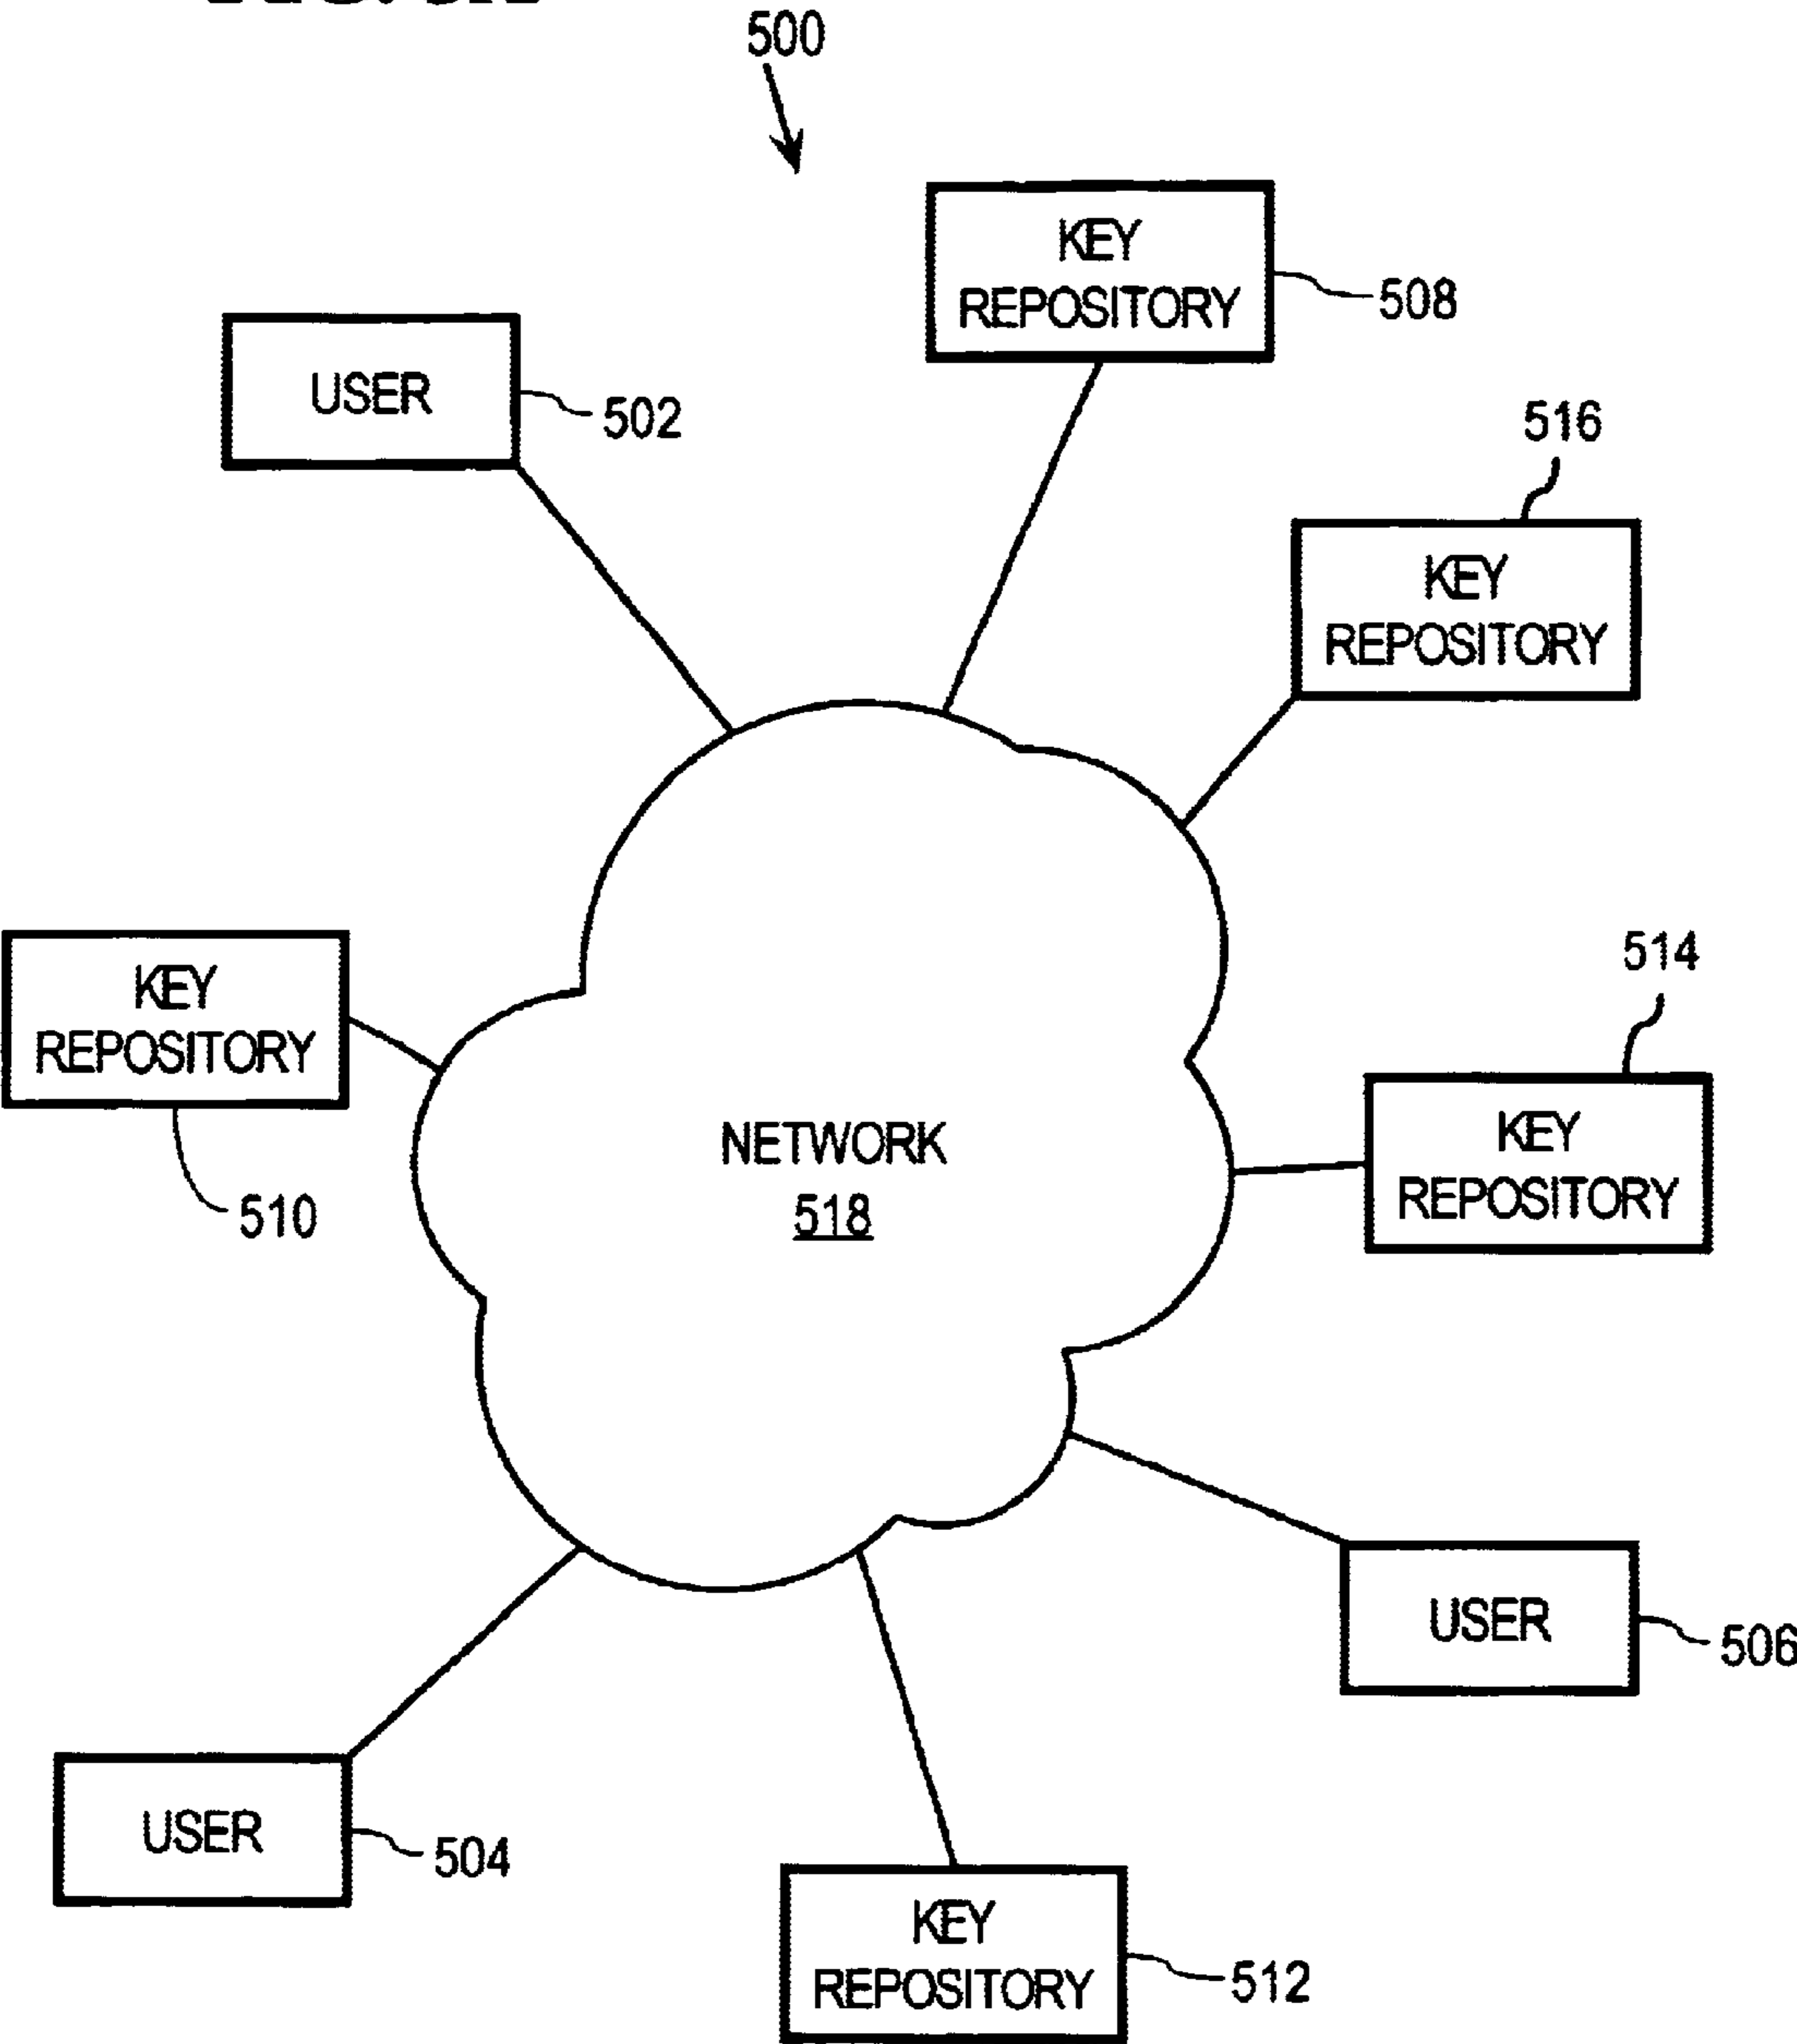 500
KEY
REPOSITORY
508
USER
502
516
KEY
REPOSITORY
KEY
REPOSITORY
510
514
KEY
REPOSITORY
NETWORK
518
USER
506
USER
504
KEY
REPOSITORY
512